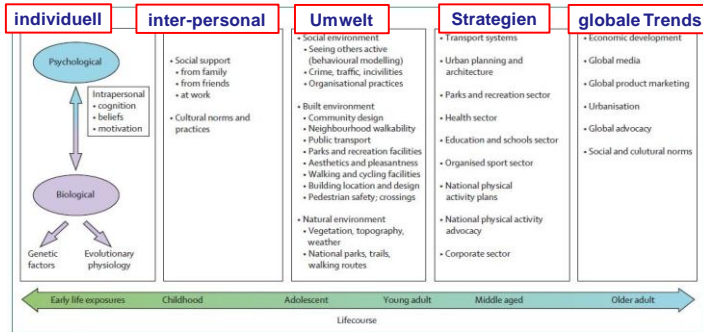 individuell
Psychological
Intrapersonal
• cognition
• beliefs
• motivation
Biological
Genetic
factors
Evolutionary
physiology
inter-personal
• Social support
• from family
• from friends
• at work
• Cultural norms and
practices
Umwelt
• Social environment
• Seeing others active
(behavioural modelling)
• Crime, traffic, incivilities
• Organisational practices
• Built environment
• Community design
• Neighbourhood walkability
• Public transport
• Parks and recreation facilities
• Aesthetics and pleasantness
• Walking and cycling facilities
• Building location and design
• Pedestrian safety; crossings
• Natural environment
• Vegetation, topography,
weather
• National parks, trails,
walking routes
Strategien
• Transport systems
• Urban planning and
architecture
• Parks and recreation sector
• Health sector
• Education and schools sector
• Organised sport sector
• National physical
activity plans
• National physical activity
advocacy
• Corporate sector
globale Trends
• Economic development
• Global media
• Global product marketing
• Urbanisation
• Global advocacy
• Social and culutural norms
Early life exposures
Childhood
Adolescent
Young adult
Middle aged
Older adult
Lifecourse